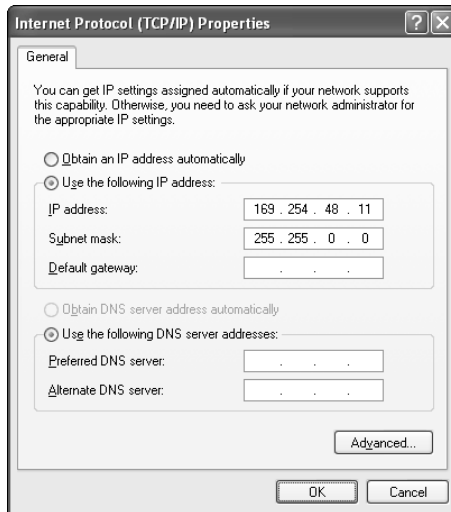 Internet Protocol (TCP/IP) Properties
General
You can get IP settings assigned automatically if your network supports
this capability. Otherwise, you need to ask your network administrator for
the appropriate IP settings.
Obtain an IP address automatically
Use the following IP address:
IP address: 169 . 254 . 48 . 11
Subnet mask: 255 . 255 . 0 . 0
Default gateway: . . .
Obtain DNS server address automatically
Use the following DNS server addresses:
Preferred DNS server: . . .
Alternate DNS server: . . .
Advanced...
OK Cancel